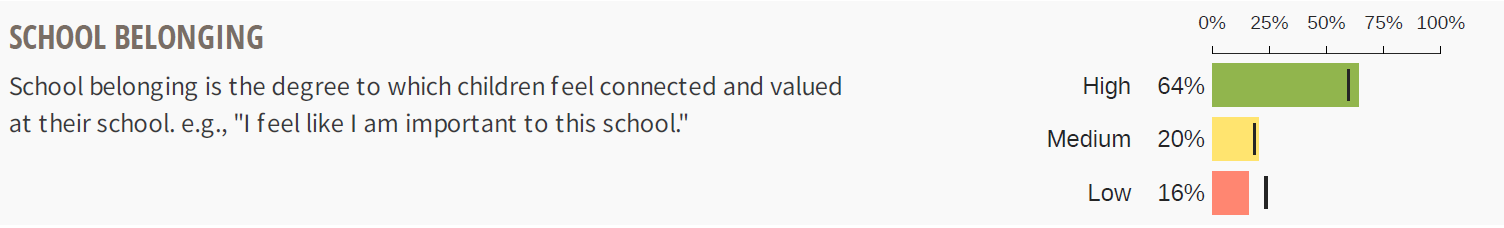 SCHOOL BELONGING
School belonging is the degree to which children feel connected and valued
at their school. e.g., "I feel like I am important to this school."
0% 25% 50% 75% 100%
High 64%
Medium 20%
Low 16%